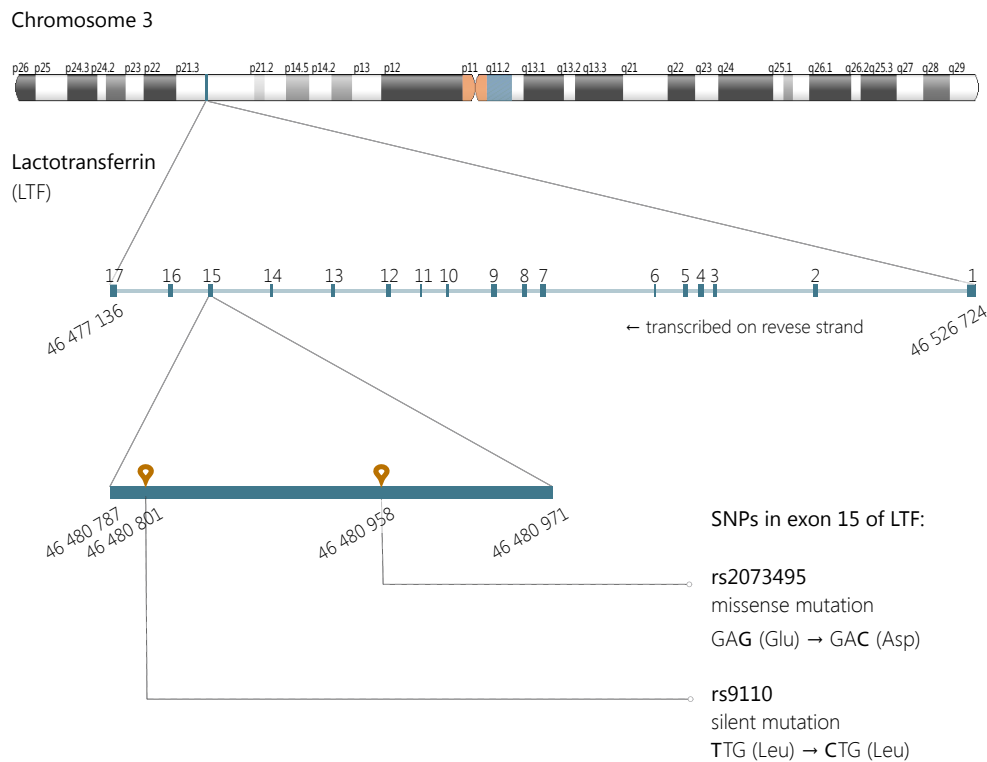 Chromosome 3
p26 p25 p24.3 p24.2 p23 p22 p21.3 p21.2 p14.5 p14.2 p13 p12 p11 q11.2 q13.1 q13.2 q13.3 q21 q22 q23 q24 q25.1 q26.1 q26.2 q25.3 q27 q28 q29
Lactotransferrin
(LTF)
17 16 15 14 13 12 11 10 9 8 7 6 5 4 3 2 1
46 477 136
46 526 724
← transcribed on revese strand
46 480 787
46 480 801
46 480 958
46 480 971
SNPs in exon 15 of LTF:
rs2073495
missense mutation
GAG (Glu) → GAC (Asp)
rs9110
silent mutation
TTG (Leu) → CTG (Leu)